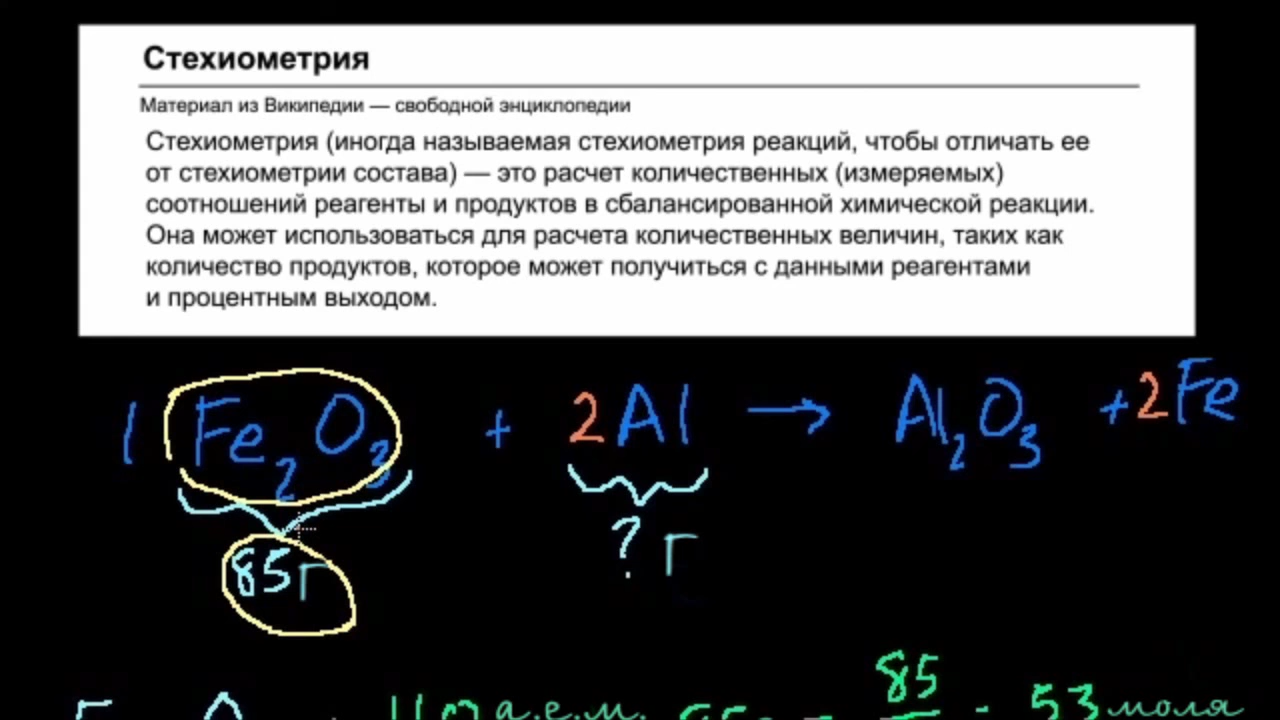 Стехиометрия
Материал из Википедии — свободной энциклопедии
Стехиометрия (иногда называемая стехиометрия реакций, чтобы отличать ее
от стехиометрии состава) — это расчет количественных (измеряемых)
соотношений реагенты и продуктов в сбалансированной химической реакции.
Она может использоваться для расчета количественных величин, таких как
количество продуктов, которое может получиться с данными реагентами
и процентным выходом.
1 Fe₂O₃ + 2Al → Al₂O₃ + 2Fe
85г ? г
85
а.е.м. 53 моля